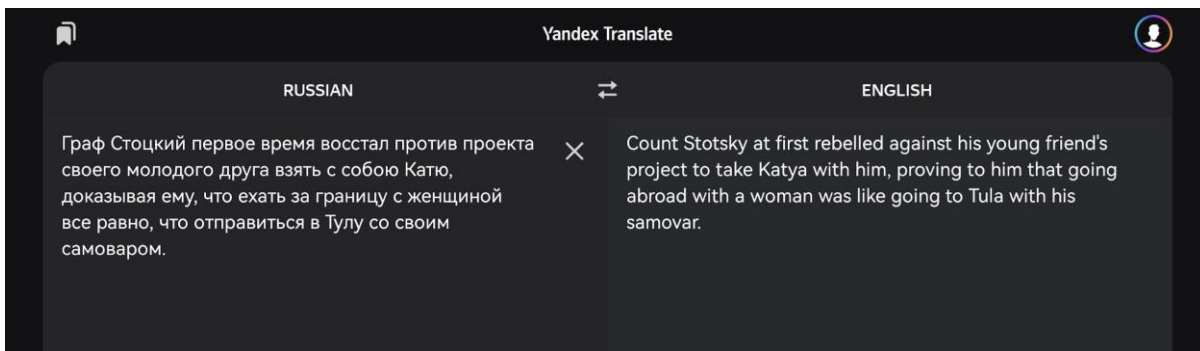 Yandex Translate
RUSSIAN
ENGLISH
Граф Стоцкий первое время восстал против проекта
своего молодого друга взять с собою Катю,
доказывая ему, что ехать за границу с женщиной
все равно, что отправиться в Тулу со своим
самоваром.
Count Stotsky at first rebelled against his young friend's
project to take Katya with him, proving to him that going
abroad with a woman was like going to Tula with his
samovar.